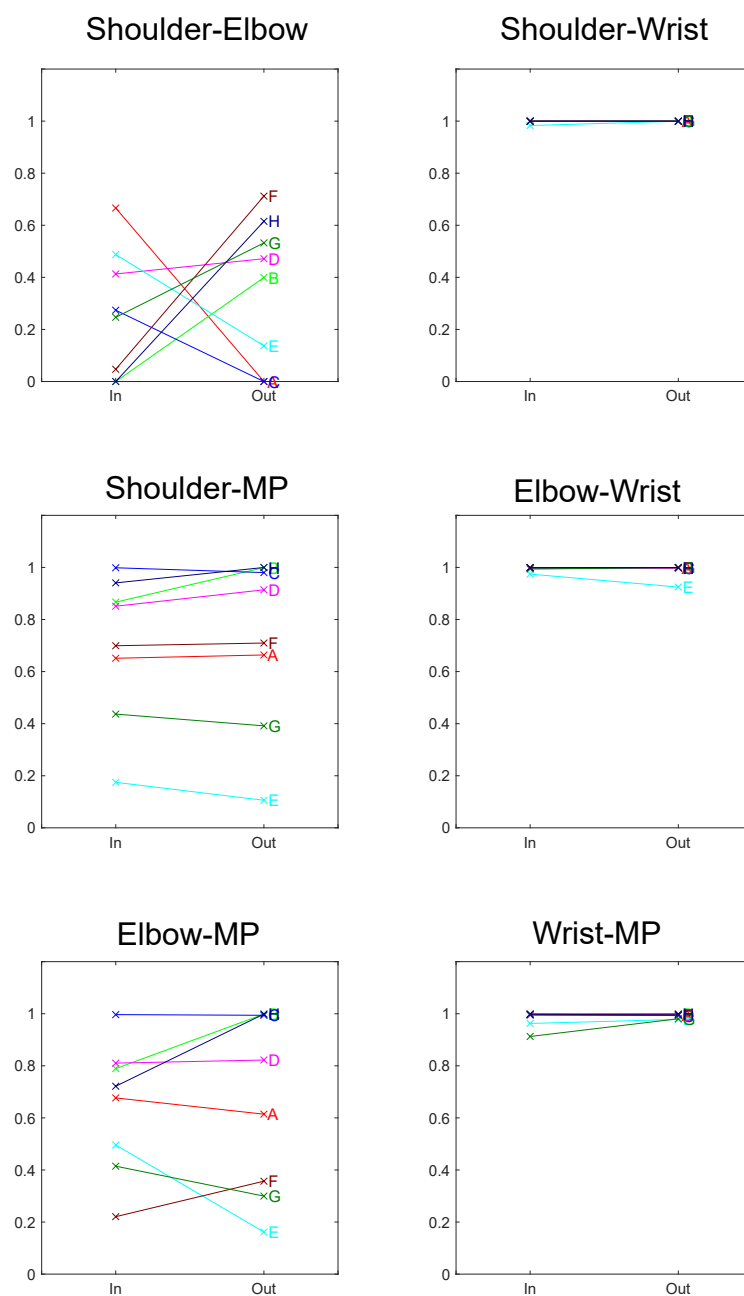 Shoulder-Elbow
1
0.8
0.6
0.4
0.2
0
In Out
F
H
G
D
B
E
C
A
Shoulder-Wrist
1
0.8
0.6
0.4
0.2
0
In Out
Shoulder-MP
1
0.8
0.6
0.4
0.2
0
In Out
H
C
D
F
A
G
E
Elbow-Wrist
1
0.8
0.6
0.4
0.2
0
In Out
E
Elbow-MP
1
0.8
0.6
0.4
0.2
0
In Out
D
A
F
G
E
Wrist-MP
1
0.8
0.6
0.4
0.2
0
In Out